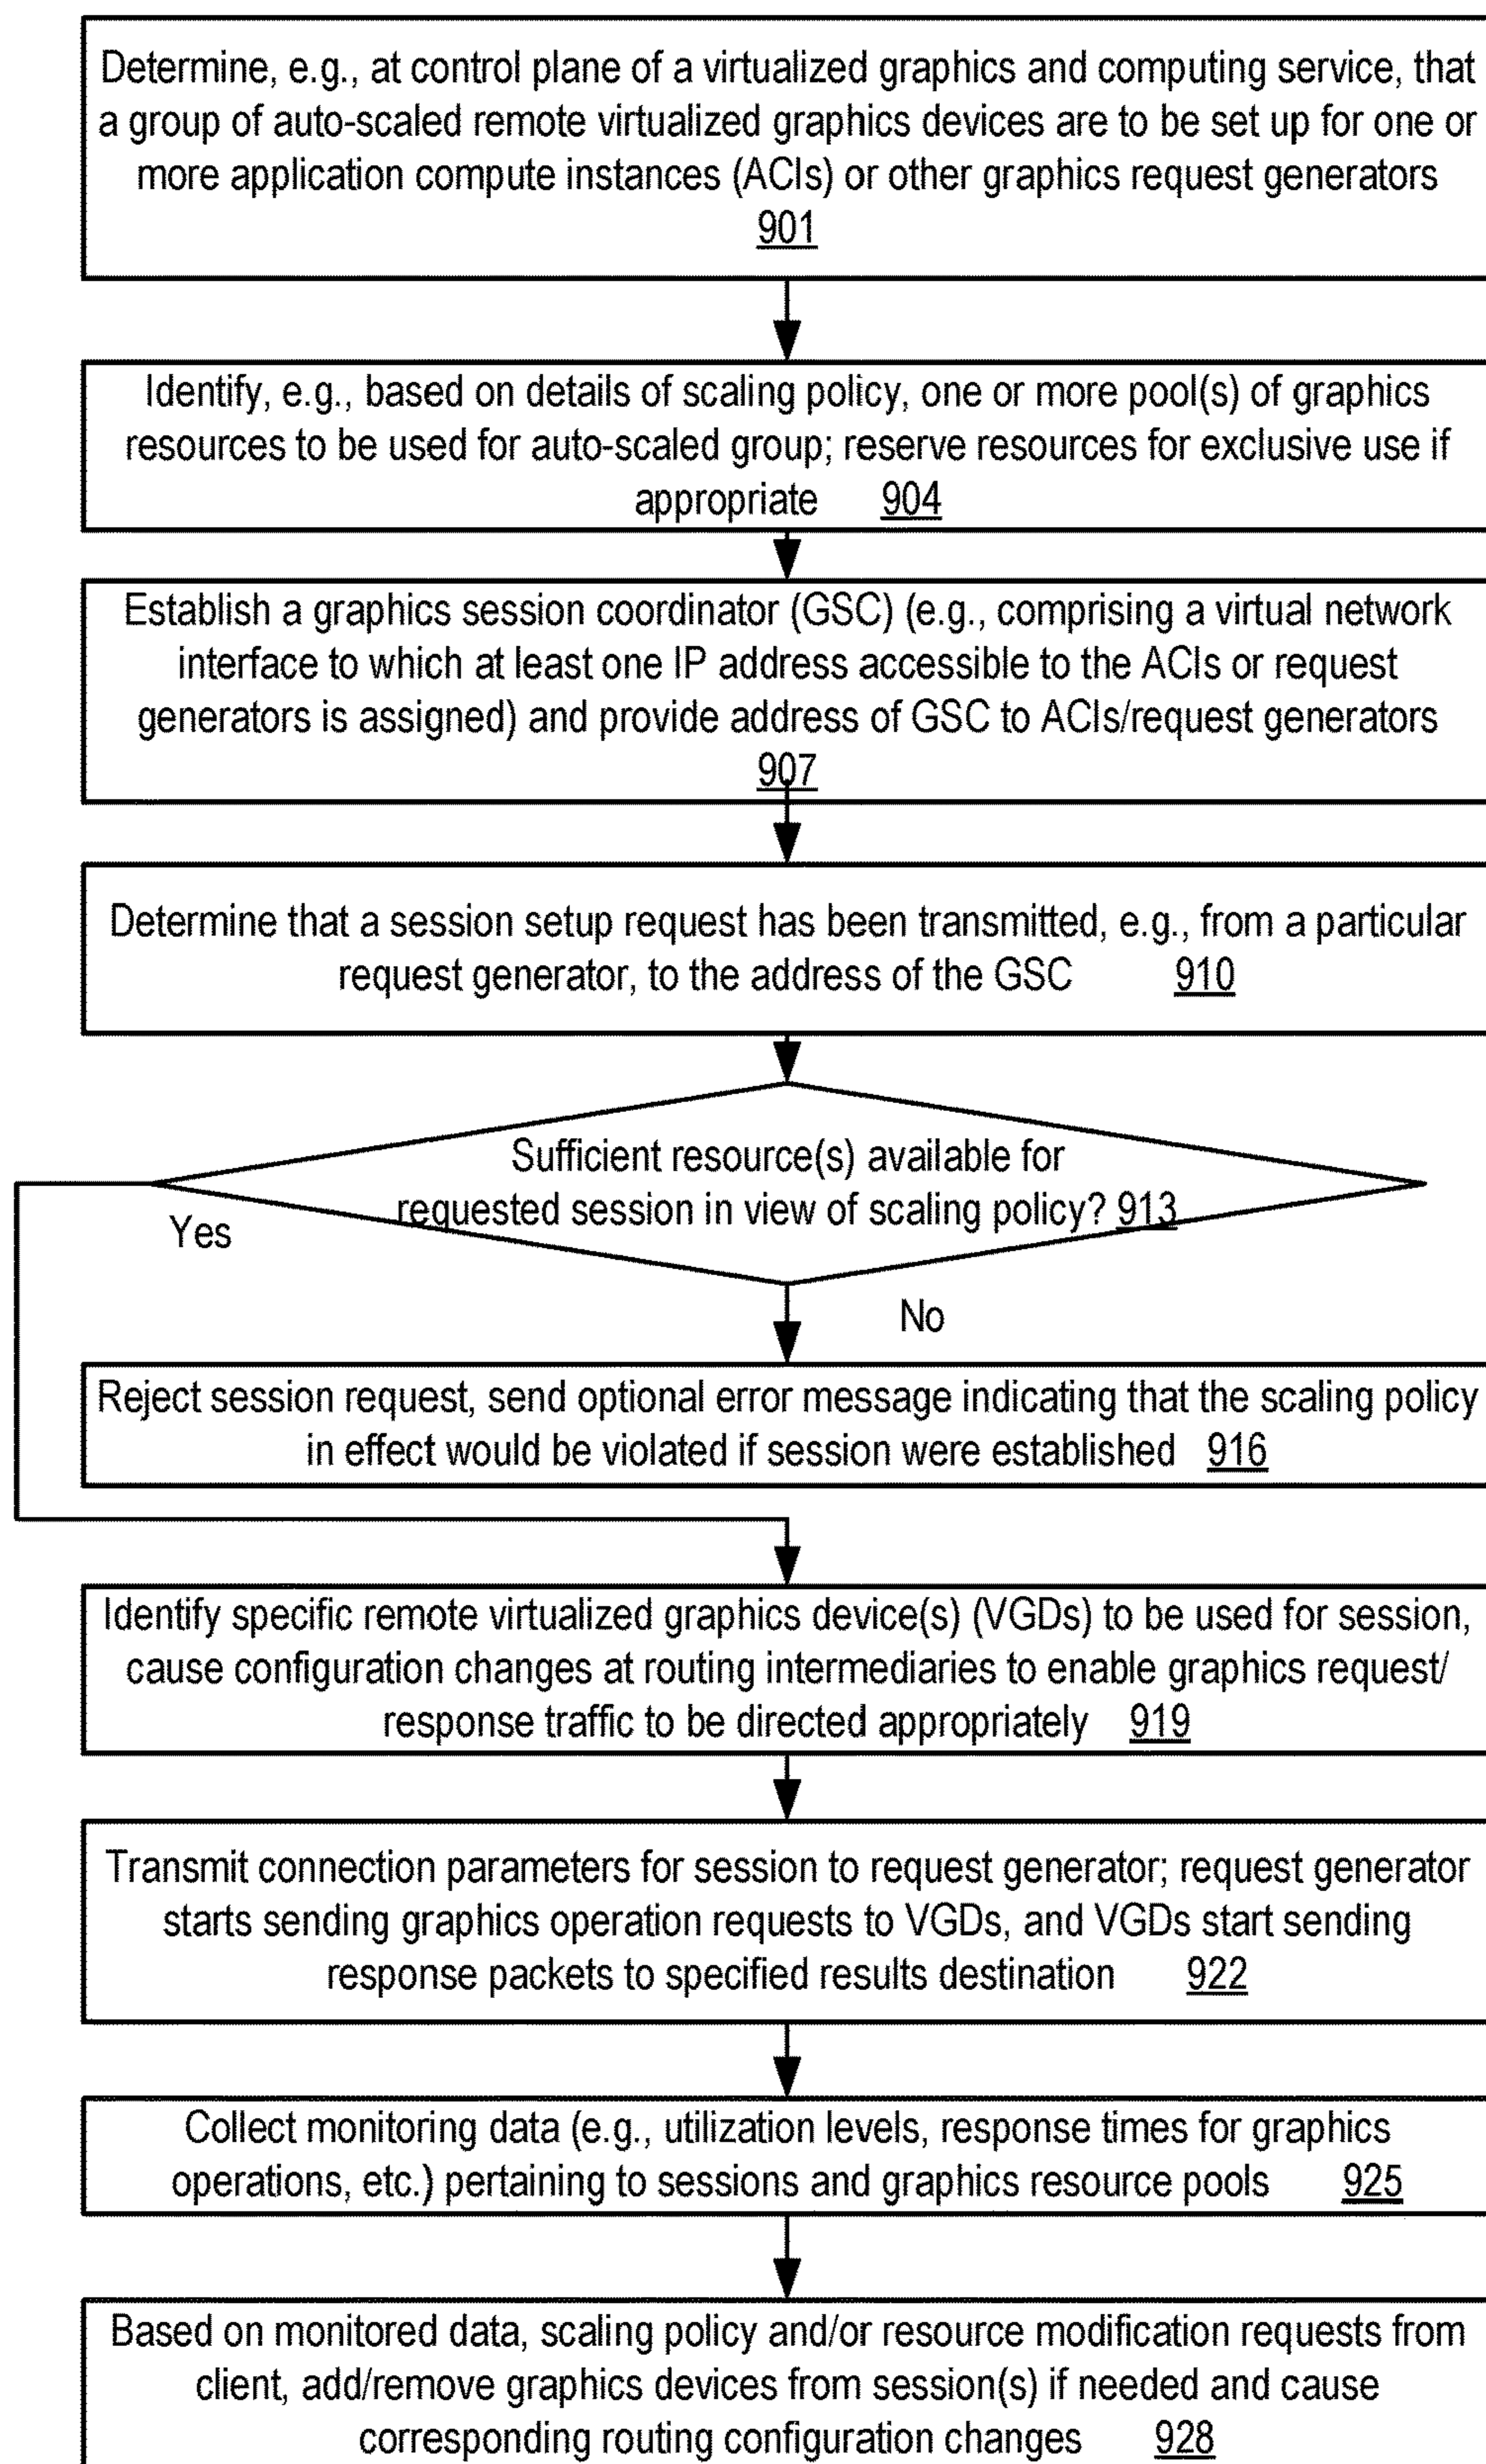 Determine, e.g., at control plane of a virtualized graphics and computing service, that
a group of auto-scaled remote virtualized graphics devices are to be set up for one or
more application compute instances (ACIs) or other graphics request generators
901
Identify, e.g., based on details of scaling policy, one or more pool(s) of graphics
resources to be used for auto-scaled group; reserve resources for exclusive use if
appropriate 904
Establish a graphics session coordinator (GSC) (e.g., comprising a virtual network
interface to which at least one IP address accessible to the ACIs or request
generators is assigned) and provide address of GSC to ACIs/request generators
907
Determine that a session setup request has been transmitted, e.g., from a particular
request generator, to the address of the GSC 910
Sufficient resource(s) available for
requested session in view of scaling policy? 913
Yes
No
Reject session request, send optional error message indicating that the scaling policy
in effect would be violated if session were established 916
Identify specific remote virtualized graphics device(s) (VGDs) to be used for session,
cause configuration changes at routing intermediaries to enable graphics request/
response traffic to be directed appropriately 919
Transmit connection parameters for session to request generator; request generator
starts sending graphics operation requests to VGDs, and VGDs start sending
response packets to specified results destination 922
Collect monitoring data (e.g., utilization levels, response times for graphics
operations, etc.) pertaining to sessions and graphics resource pools 925
Based on monitored data, scaling policy and/or resource modification requests from
client, add/remove graphics devices from session(s) if needed and cause
corresponding routing configuration changes 928